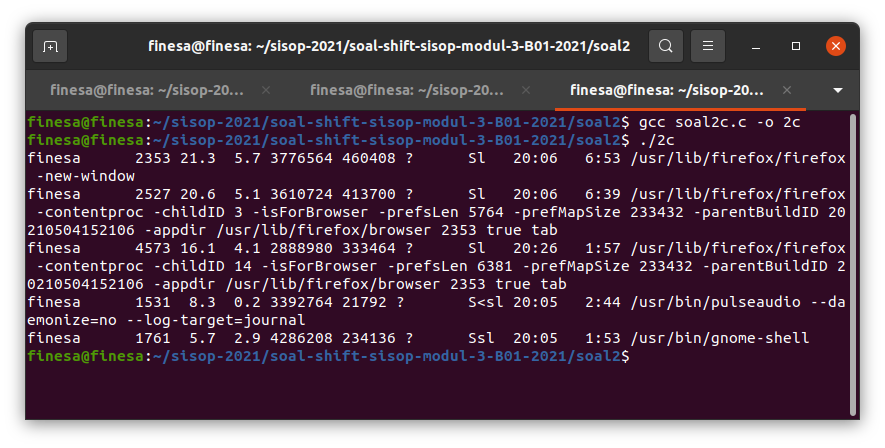 finesa@finesa: ~/sisop-2021/soal-shift-sisop-modul-3-B01-2021/soal2
finesa@finesa: ~/sisop-20... × finesa@finesa: ~/sisop-20... × finesa@finesa: ~/sisop-20... ×
finesa@finesa:~/sisop-2021/soal-shift-sisop-modul-3-B01-2021/soal2$ gcc soal2c.c -o 2c
finesa@finesa:~/sisop-2021/soal-shift-sisop-modul-3-B01-2021/soal2$ ./2c
finesa      2353 21.3  5.7 3776564 460408 ?      Sl   20:06   6:53 /usr/lib/firefox/firefox
 -new-window
finesa      2527 20.6  5.1 3610724 413700 ?      Sl   20:06   6:39 /usr/lib/firefox/firefox
 -contentproc -childID 3 -isForBrowser -prefsLen 5764 -prefMapSize 233432 -parentBuildID 20
210504152106 -appdir /usr/lib/firefox/browser 2353 true tab
finesa      4573 16.1  4.1 2888980 333464 ?      Sl   20:26   1:57 /usr/lib/firefox/firefox
 -contentproc -childID 14 -isForBrowser -prefsLen 6381 -prefMapSize 233432 -parentBuildID 2
0210504152106 -appdir /usr/lib/firefox/browser 2353 true tab
finesa      1531  8.3  0.2 3392764 21792 ?       S<sl 20:05   2:44 /usr/bin/pulseaudio --da
emonize=no --log-target=journal
finesa      1761  5.7  2.9 4286208 234136 ?      Ssl  20:05   1:53 /usr/bin/gnome-shell
finesa@finesa:~/sisop-2021/soal-shift-sisop-modul-3-B01-2021/soal2$